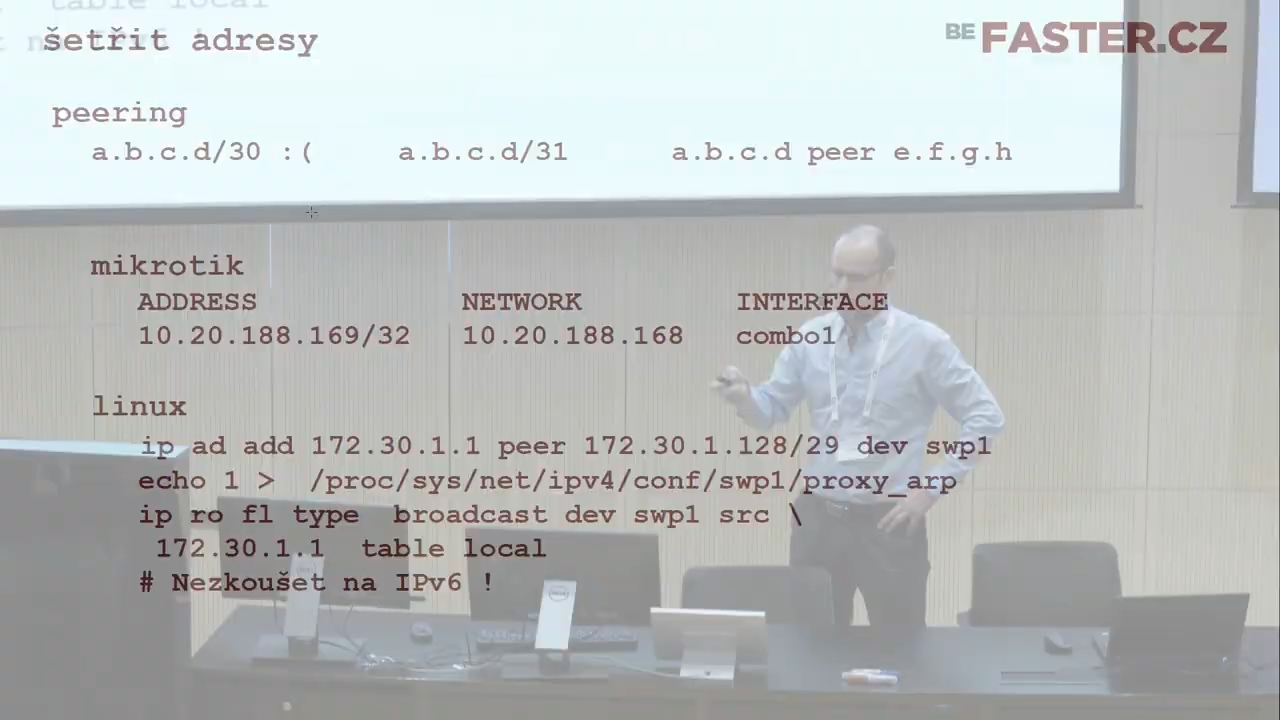 table local
šetřit adresy
BE FASTER.CZ
peering
a.b.c.d/30 :( a.b.c.d/31 a.b.c.d peer e.f.g.h
mikrotik
ADDRESS NETWORK INTERFACE
10.20.188.169/32 10.20.188.168 combo1
linux
ip ad add 172.30.1.1 peer 172.30.1.128/29 dev swp1
echo 1 > /proc/sys/net/ipv4/conf/swp1/proxy_arp
ip ro fl type broadcast dev swp1 src \
172.30.1.1 table local
# Nezkoušet na IPv6 !
DELL